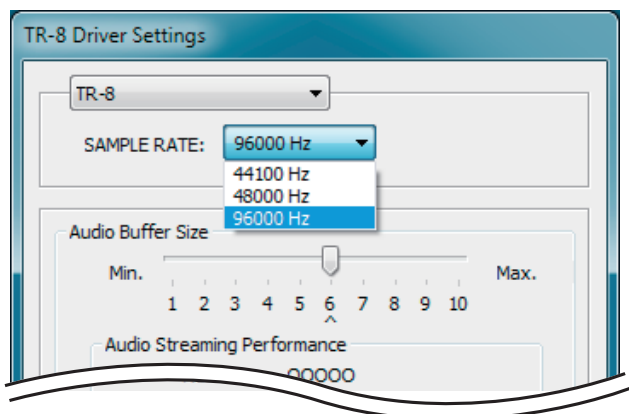 TR-8 Driver Settings
TR-8
SAMPLE RATE: 96000 Hz
44100 Hz
48000 Hz
96000 Hz
Audio Buffer Size
Min. Max.
1 2 3 4 5 6 7 8 9 10
^
Audio Streaming Performance